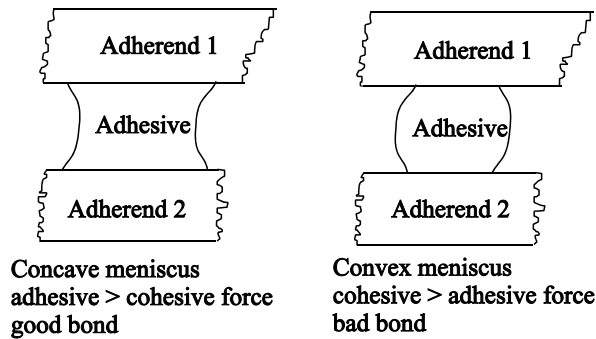 Adherend 1
Adhesive
Adherend 2
Concave meniscus
adhesive > cohesive force
good bond
Adherend 1
Adhesive
Adherend 2
Convex meniscus
cohesive > adhesive force
bad bond